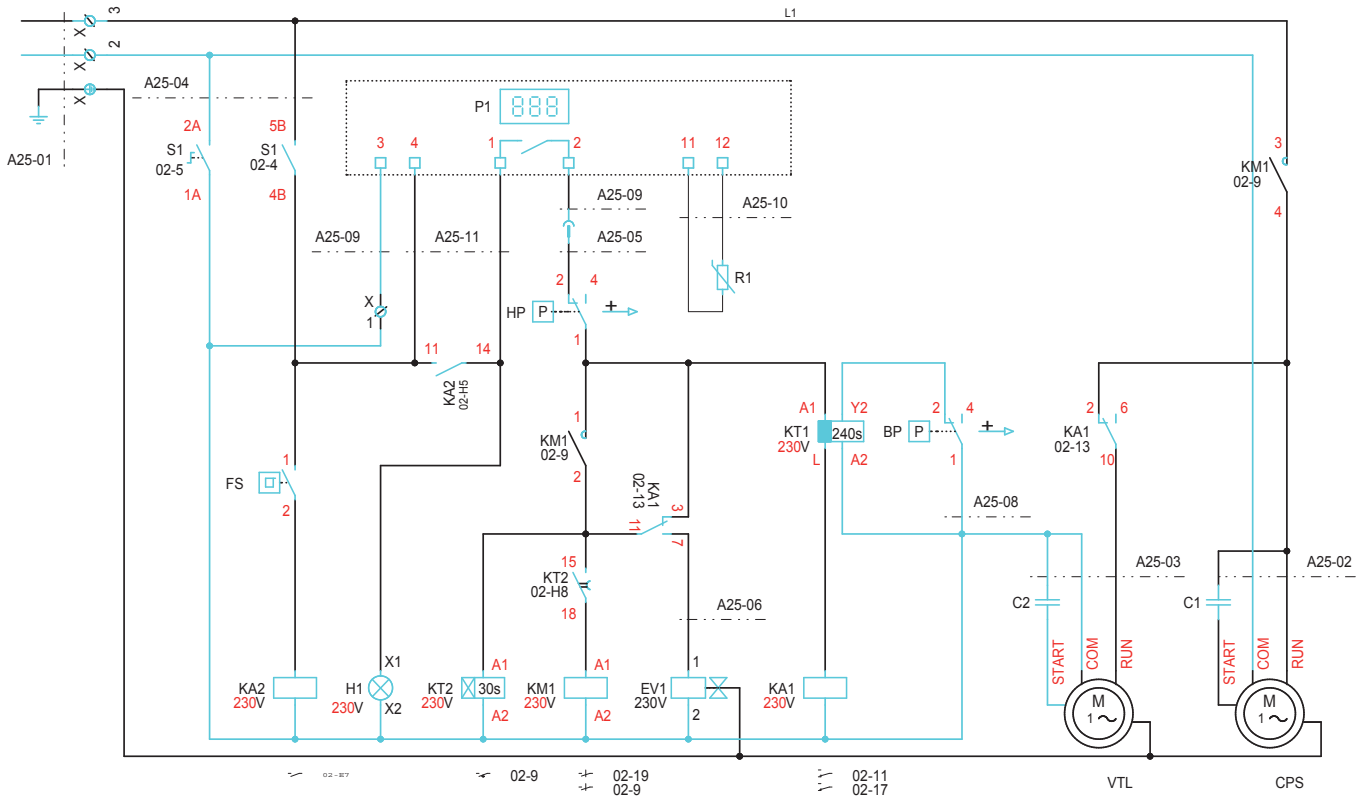 3
L1
X
2
X
X
A25-01
A25-04
P1
888
2A
5B
S1
02-5
S1
02-4
1A
4B
3
4
1
2
11
12
3
KM1
02-9
4
A25-09
A25-10
A25-09
A25-11
A25-05
R1
X
1
2
4
HP
P
+
1
11
14
KA2
02-H5
A1
Y2
KT1
230V
240s
L
A2
2
4
BP
P
+
1
2
6
KA1
02-13
10
1
KM1
02-9
2
FS
1
2
KA1
02-13
3
11
7
A25-08
15
KT2
02-H8
18
A25-03
A25-02
A25-06
C2
C1
START
COM
RUN
START
COM
RUN
KA2
230V
X1
H1
230V
X2
A1
KT2
230V
30s
A2
A1
KM1
230V
A2
1
EV1
230V
2
KA1
230V
M
1
M
1
02-E7
02-9
02-19
02-9
02-11
02-17
VTL
CPS